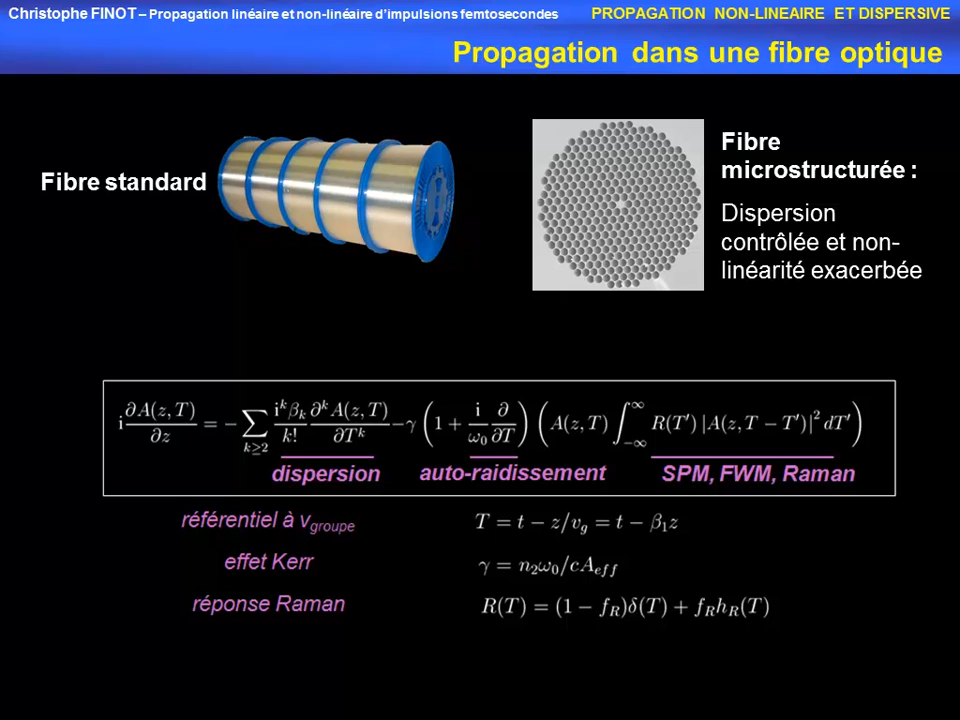 Christophe FINOT – Propagation linéaire et non-linéaire d'impulsions femtosecondes PROPAGATION NON-LINEAIRE ET DISPERSIVE
Propagation dans une fibre optique
Fibre standard
Fibre
microstructurée :
Dispersion
contrôlée et non-
linéarité exacerbée
i ∂A(z,T)/∂z = − ∑_{k≥2} (i^k β_k / k!) ∂^k A(z,T)/∂T^k − γ (1 + (i/ω_0) ∂/∂T) (A(z,T) ∫_{−∞}^{∞} R(T′) |A(z,T − T′)|² dT′)
dispersion auto-raidissement SPM, FWM, Raman
référentiel à v_groupe T = t − z/v_g = t − β_1 z
effet Kerr γ = n_2 ω_0/cA_eff
réponse Raman R(T) = (1 − f_R)δ(T) + f_R h_R(T)